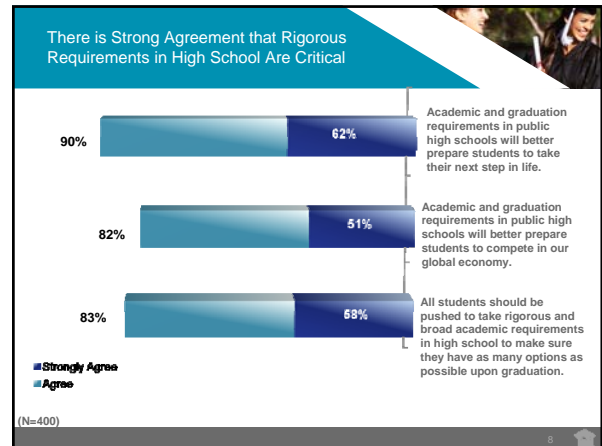 There is Strong Agreement that Rigorous
Requirements in High School Are Critical
90%
62%
Academic and graduation
requirements in public
high schools will better
prepare students to take
their next step in life.
82%
51%
Academic and graduation
requirements in public high
schools will better prepare
students to compete in our
global economy.
83%
58%
All students should be
pushed to take rigorous and
broad academic requirements
in high school to make sure
they have as many options as
possible upon graduation.
Strongly Agree
Agree
(N=400)
8